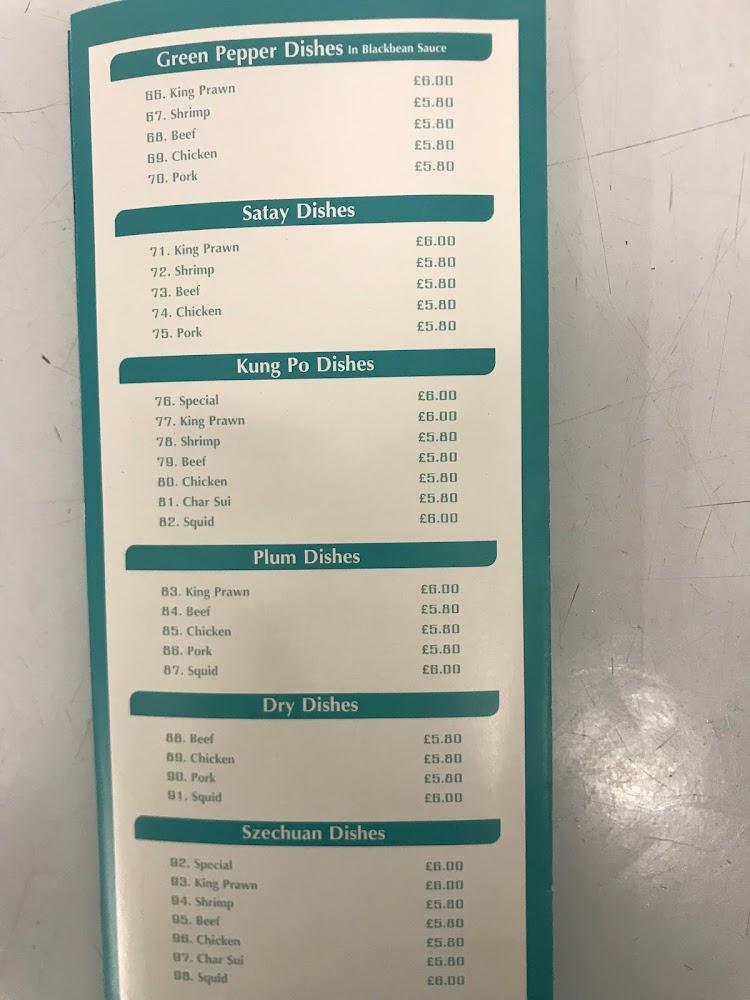 Green Pepper Dishes In Blackbean Sauce
66. King Prawn £6.00
67. Shrimp £5.80
68. Beef £5.80
69. Chicken £5.80
70. Pork £5.80
Satay Dishes
71. King Prawn £6.00
72. Shrimp £5.80
73. Beef £5.80
74. Chicken £5.80
75. Pork £5.80
Kung Po Dishes
76. Special £6.00
77. King Prawn £6.00
78. Shrimp £5.80
79. Beef £5.80
80. Chicken £5.80
81. Char Sui £5.80
82. Squid £6.00
Plum Dishes
83. King Prawn £6.00
84. Beef £5.80
85. Chicken £5.80
86. Pork £5.80
87. Squid £6.00
Dry Dishes
88. Beef £5.80
89. Chicken £5.80
90. Pork £5.80
91. Squid £6.00
Szechuan Dishes
92. Special £6.00
93. King Prawn £6.00
94. Shrimp £5.80
95. Beef £5.80
96. Chicken £5.80
97. Char Sui £5.80
98. Squid £6.00